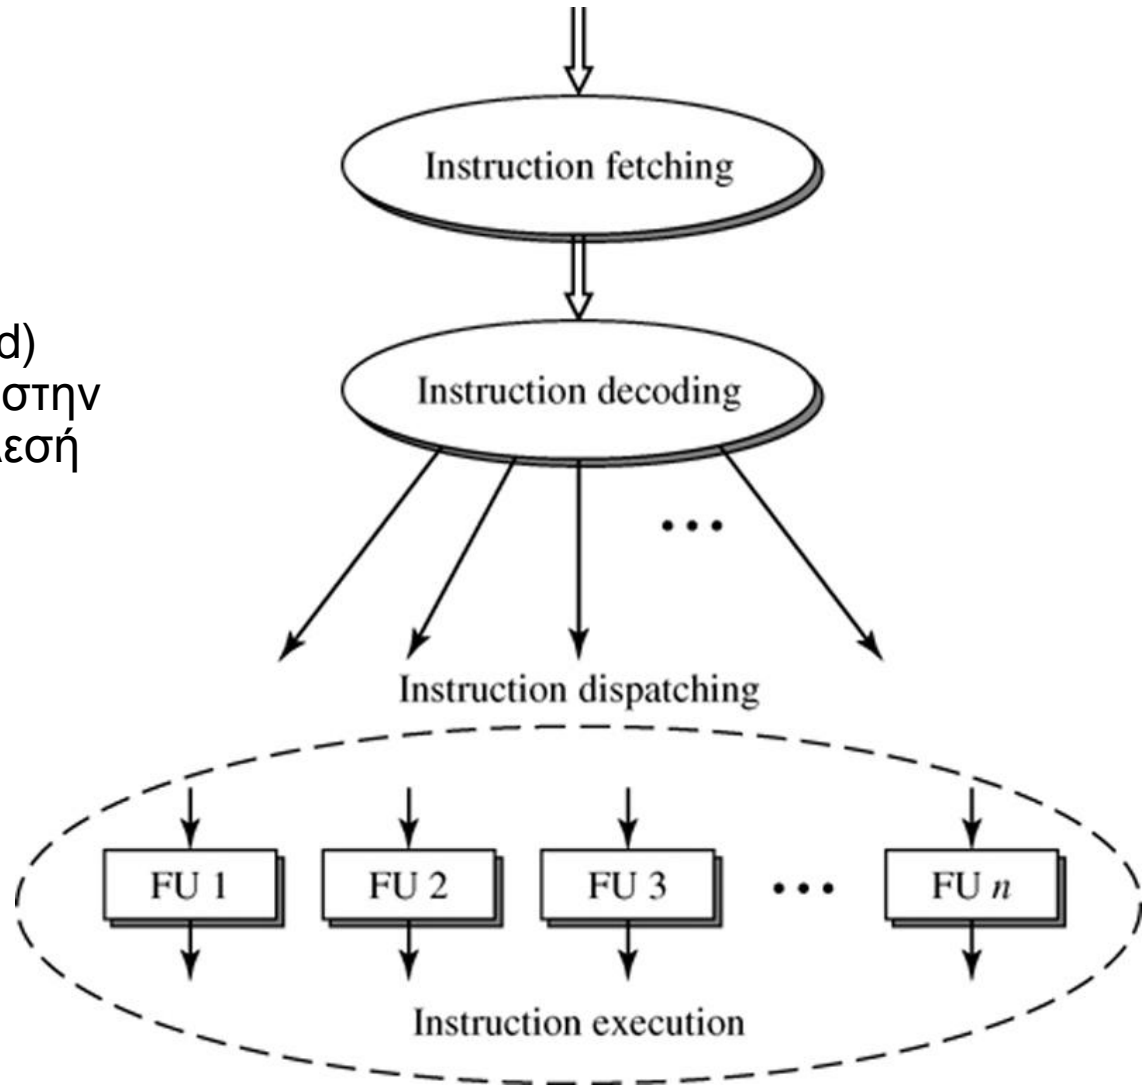 Instruction fetching
d)
στην
Instruction decoding
εσή
• • •
Instruction dispatching
FU 1
FU 2
FU 3
• • •
FU n
Instruction execution